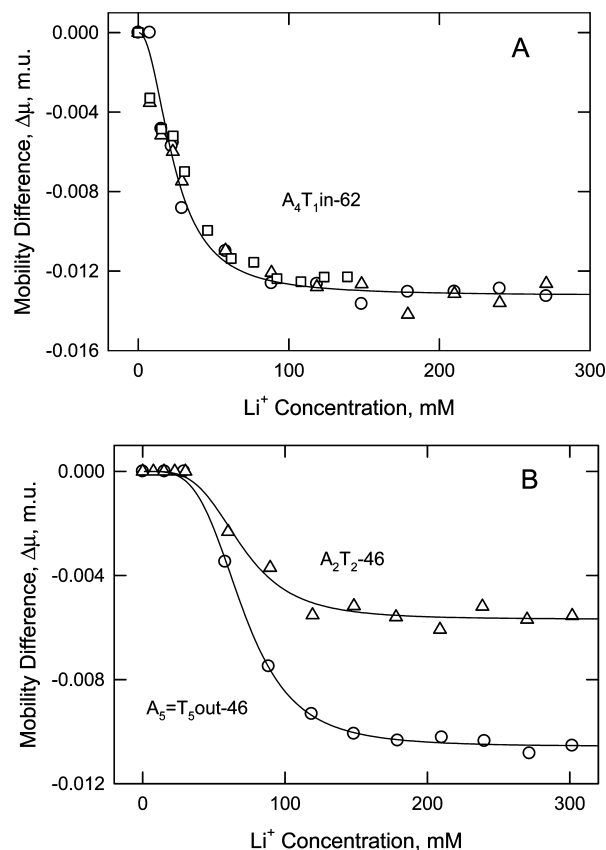 A
0.000
-0.004
-0.008
-0.012
-0.016
Mobility Difference, Δμ, m.u.
A₄T₁in-62
0 100 200 300
Li⁺ Concentration, mM
B
0.000
-0.004
-0.008
-0.012
Mobility Difference, Δμ, m.u.
A₂T₂-46
A₅=T₅out-46
0 100 200 300
Li⁺ Concentration, mM